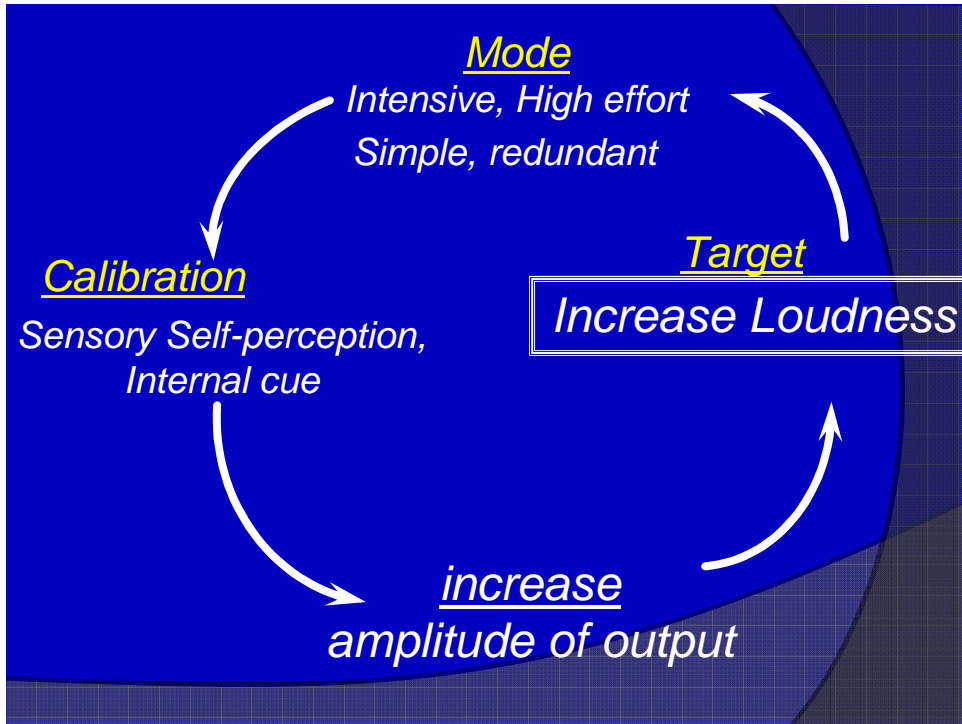 Mode
Intensive, High effort
Simple, redundant
Target
Increase Loudness
Calibration
Sensory Self-perception,
Internal cue
increase
amplitude of output